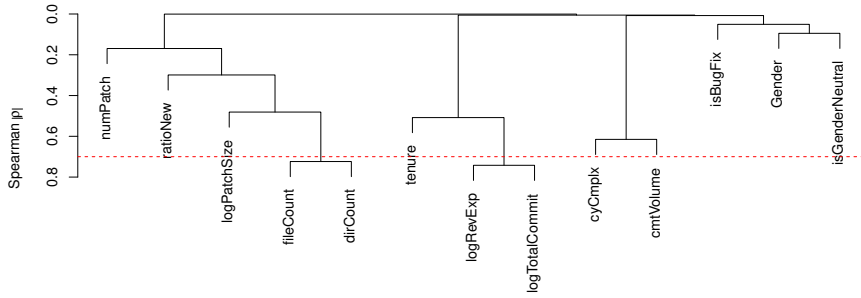 Spearman |ρ|
0.0
0.2
0.4
0.6
0.8
numPatch
ratioNew
logPatchSize
fileCount
dirCount
tenure
logRevExp
logTotalCommit
cyCmplx
cmtVolume
isBugFix
Gender
isGenderNeutral